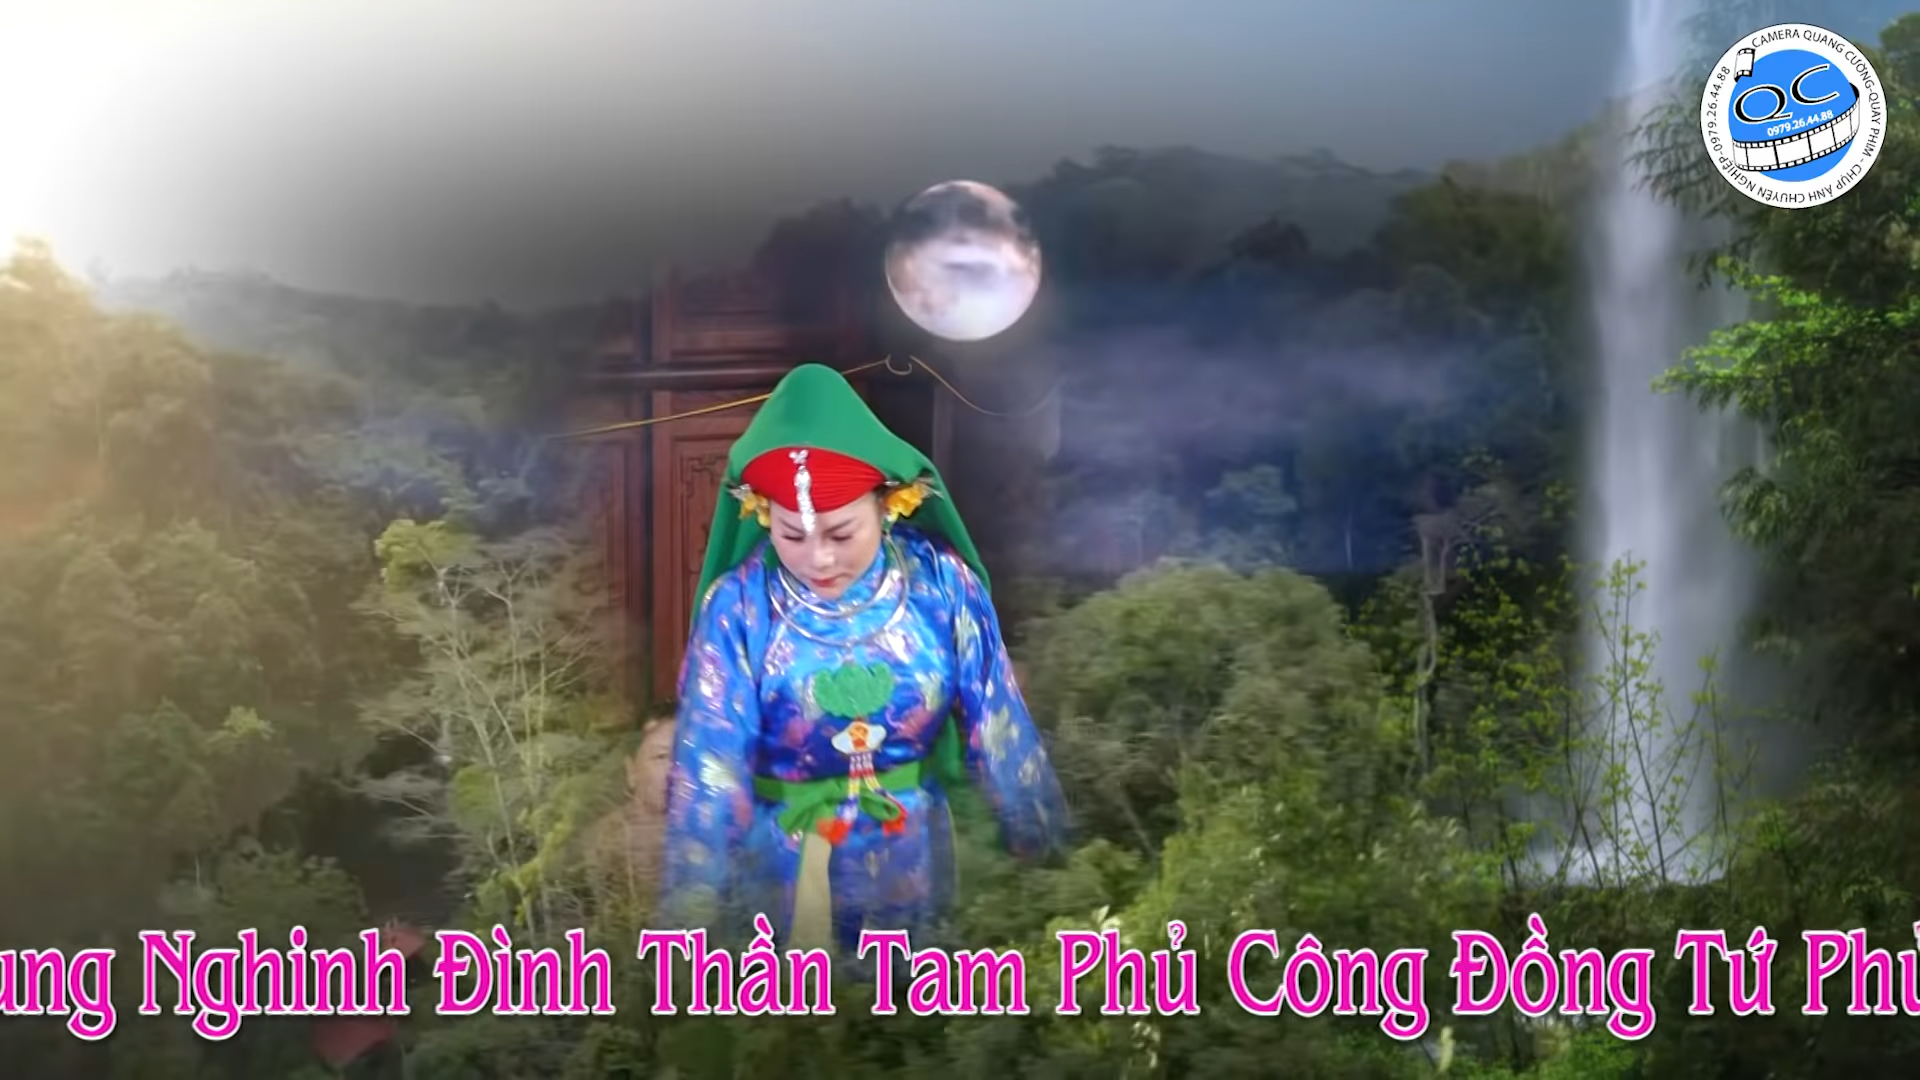 CAMERA QUANG CƯỜNG-QUAY PHIM - CHỤP ẢNH CHUYÊN NGHIỆP-0979.26.44.88
QC
0979.26.44.88
ung Nghinh Đình Thần Tam Phủ Công Đồng Tứ Phủ